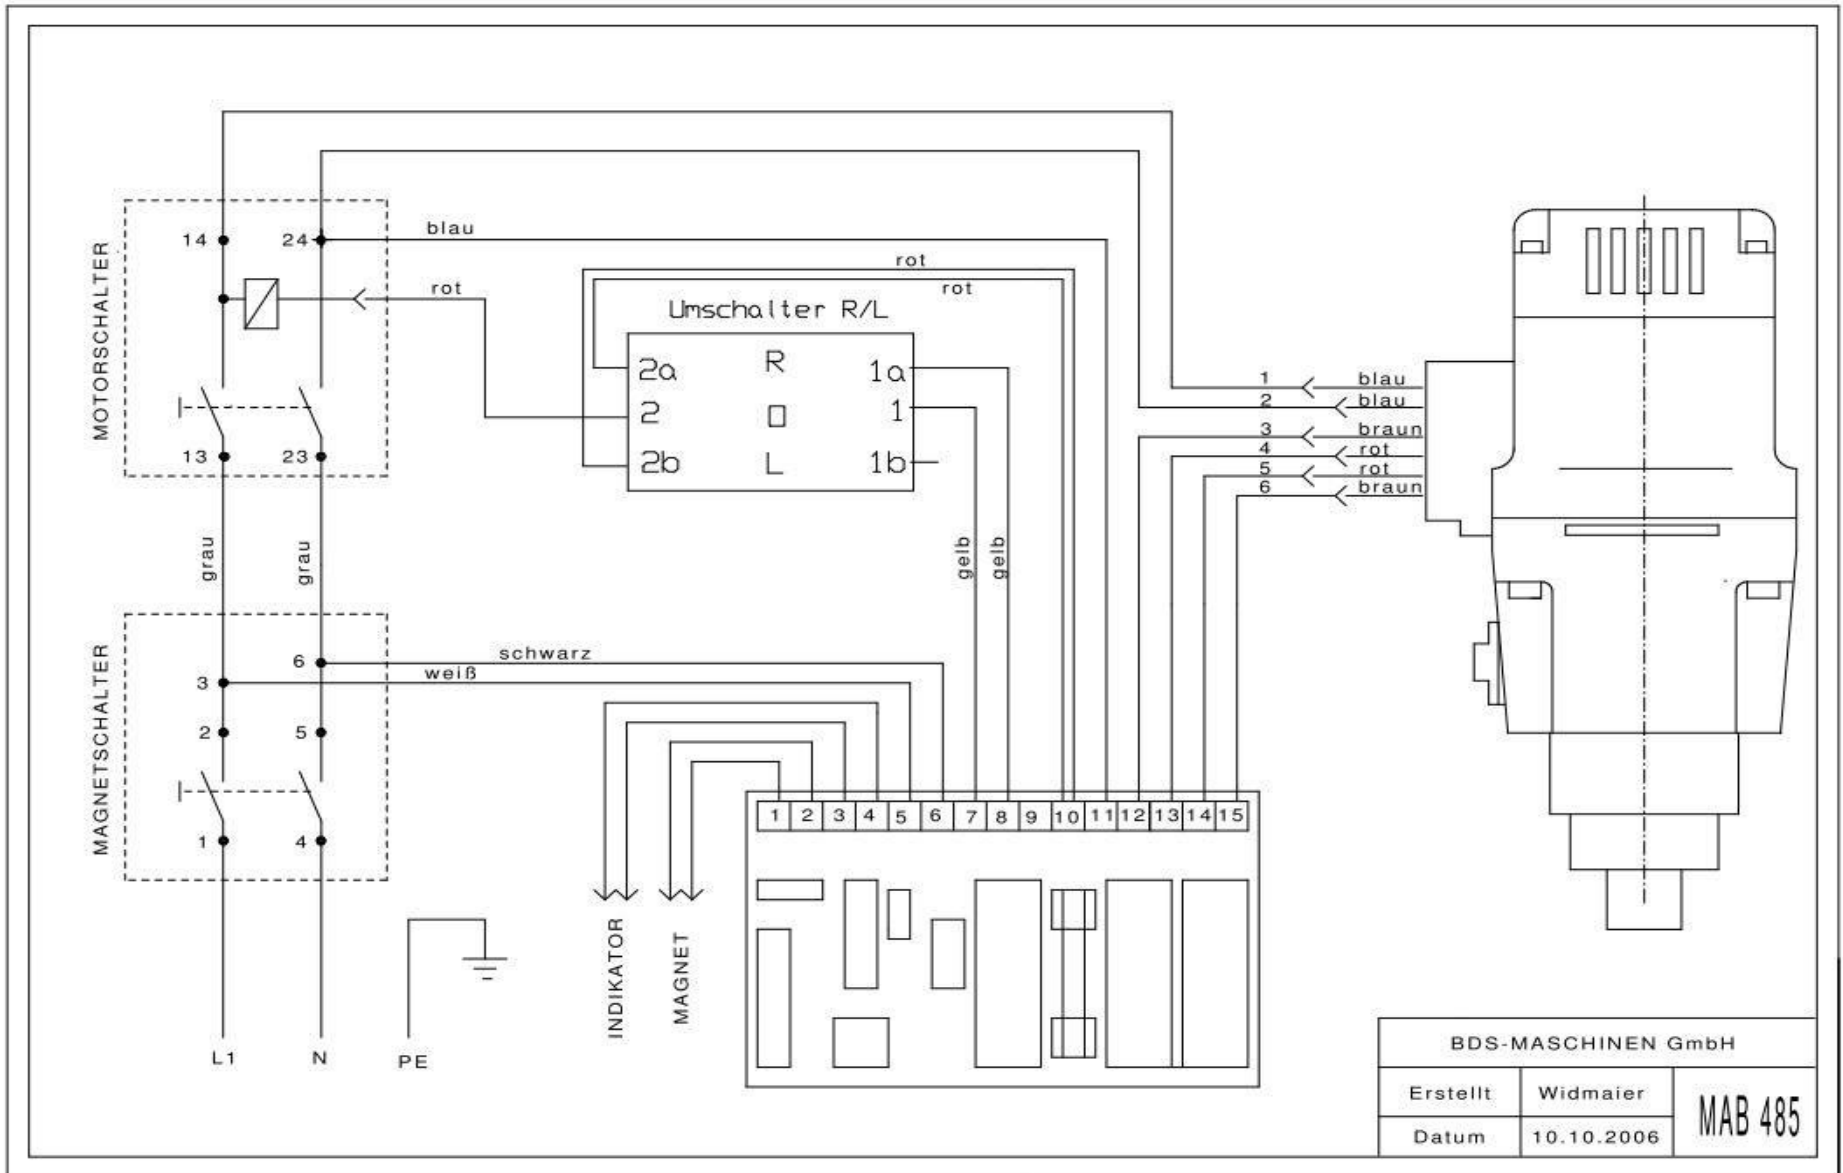 MOTORSCHALTER
14
24
blau
rot
13
23
grau
grau
rot
rot
Umschalter R/L
2a R 1a
2 0 1
2b L 1b
gelb
gelb
1 blau
2 blau
3 braun
4 rot
5 rot
6 braun
MAGNETSCHALTER
6
3
schwarz
weiß
2
5
1
4
L1
N
PE
INDIKATOR
MAGNET
1 2 3 4 5 6 7 8 9 10 11 12 13 14 15
BDS-MASCHINEN GmbH
Erstellt Widmaier
Datum 10.10.2006
MAB 485